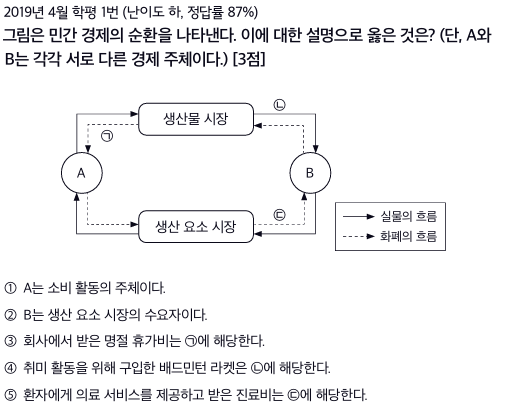 2019년 4월 학평 1번 (난이도 하, 정답률 87%)
그림은 민간 경제의 순환을 나타낸다. 이에 대한 설명으로 옳은 것은? (단, A와
B는 각각 서로 다른 경제 주체이다.) [3점]
생산물 시장
㉠
㉡
A
B
생산 요소 시장
㉢
실물의 흐름
화폐의 흐름
① A는 소비 활동의 주체이다.
② B는 생산 요소 시장의 수요자이다.
③ 회사에서 받은 명절 휴가비는 ㉠에 해당한다.
④ 취미 활동을 위해 구입한 배드민턴 라켓은 ㉡에 해당한다.
⑤ 환자에게 의료 서비스를 제공하고 받은 진료비는 ㉢에 해당한다.